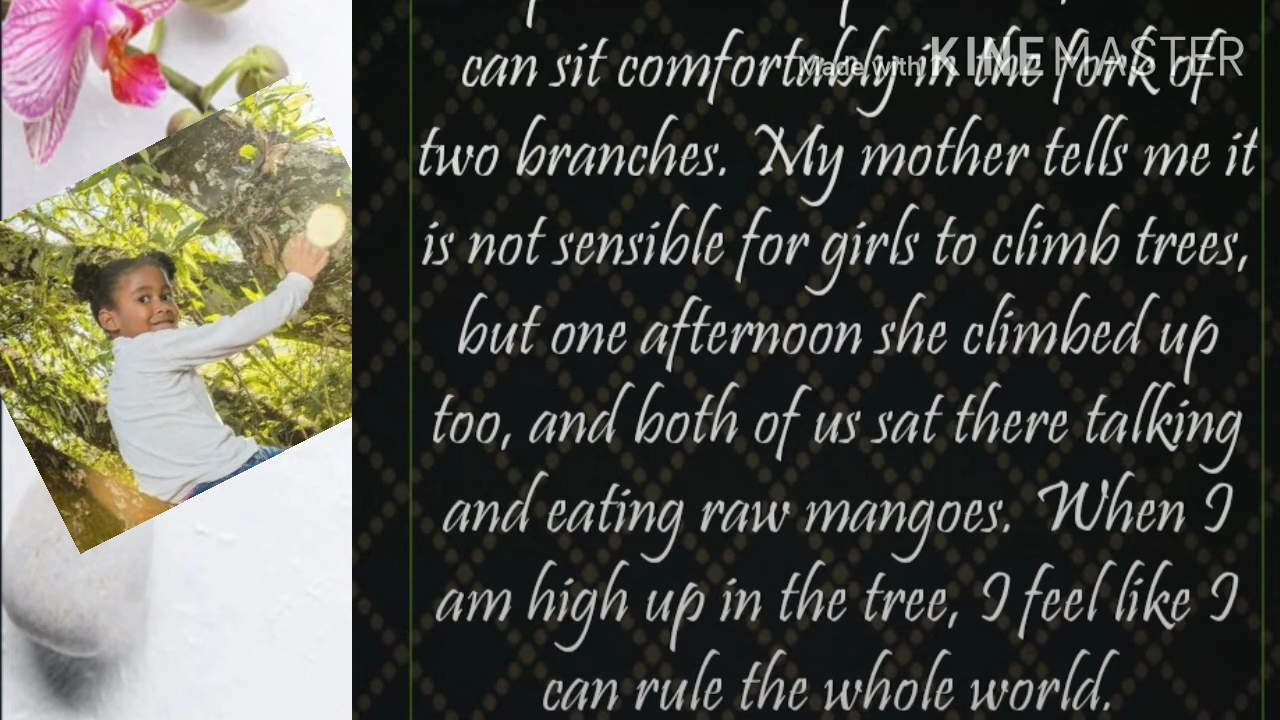 can sit comfortably in the fork of
Made with KINEMASTER
two branches. My mother tells me it
is not sensible for girls to climb trees,
but one afternoon she climbed up
too, and both of us sat there talking
and eating raw mangoes. When I
am high up in the tree, I feel like I
can rule the whole world.